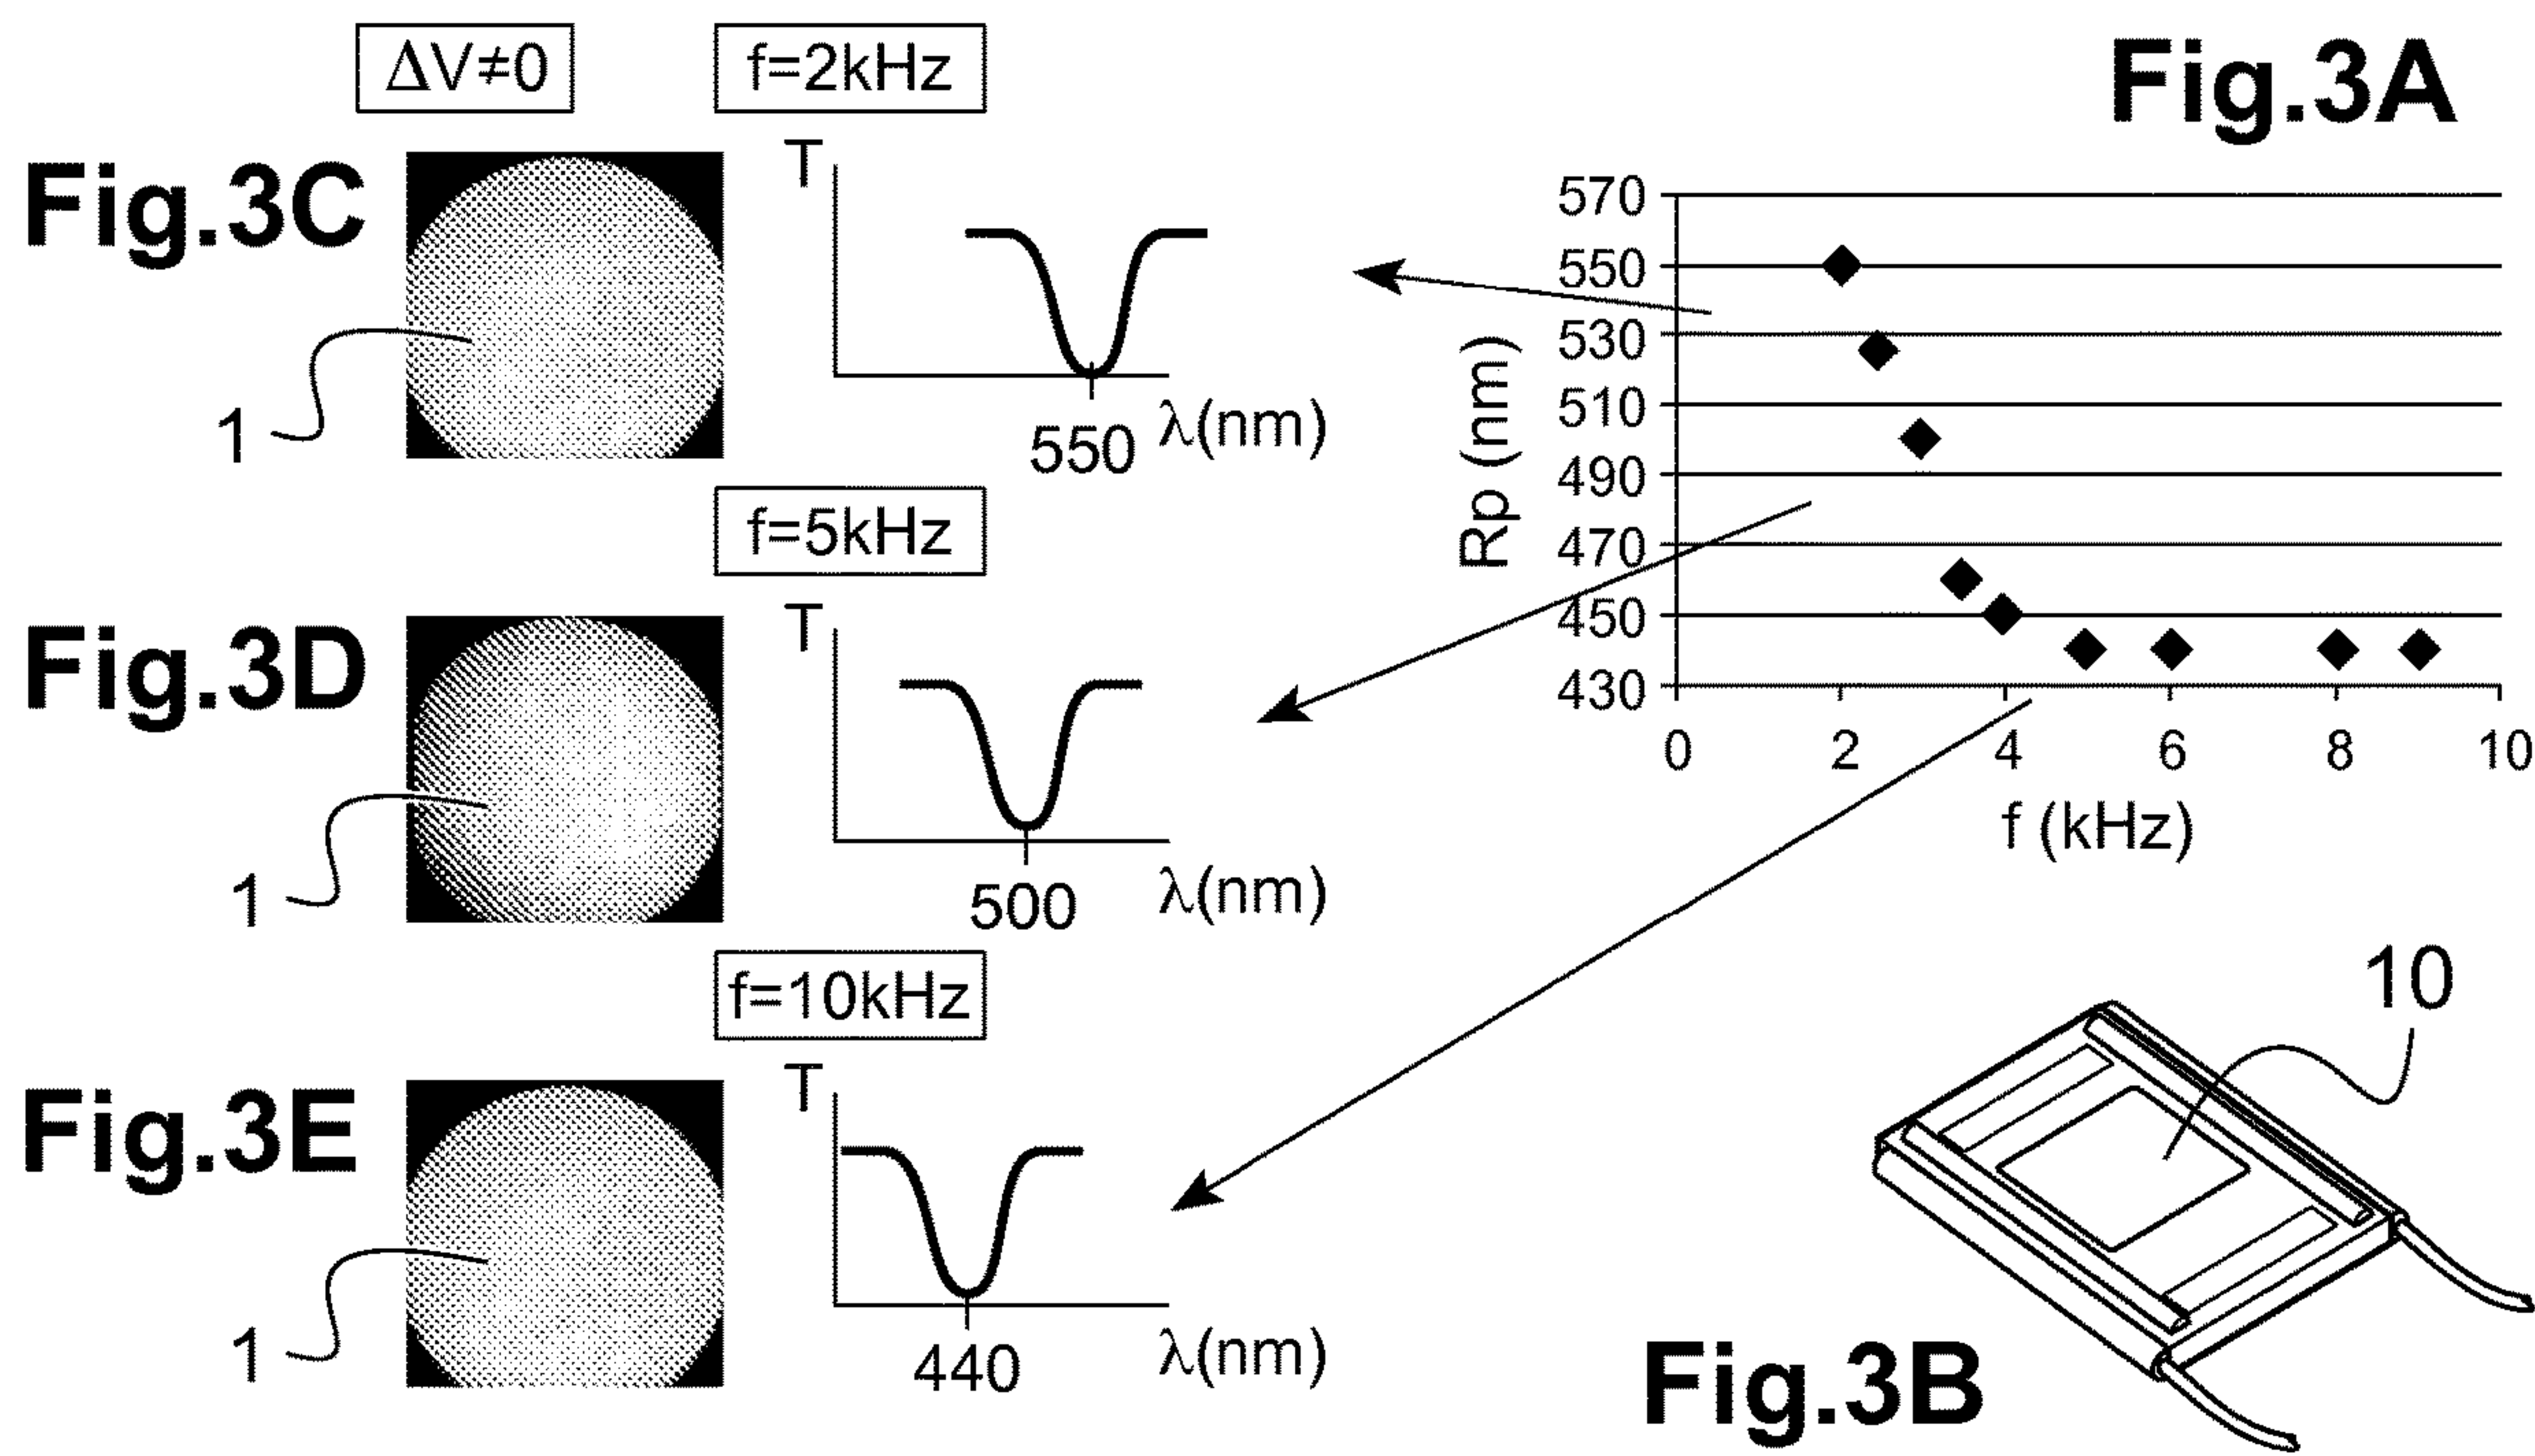 ΔV≠0
f=2kHz
Fig.3C
T
550
λ(nm)
1
f=5kHz
Fig.3D
T
500
λ(nm)
1
f=10kHz
Fig.3E
T
440
λ(nm)
1
Fig.3A
570
550
530
510
490
470
450
430
Rp (nm)
0 2 4 6 8 10
f (kHz)
10
Fig.3B